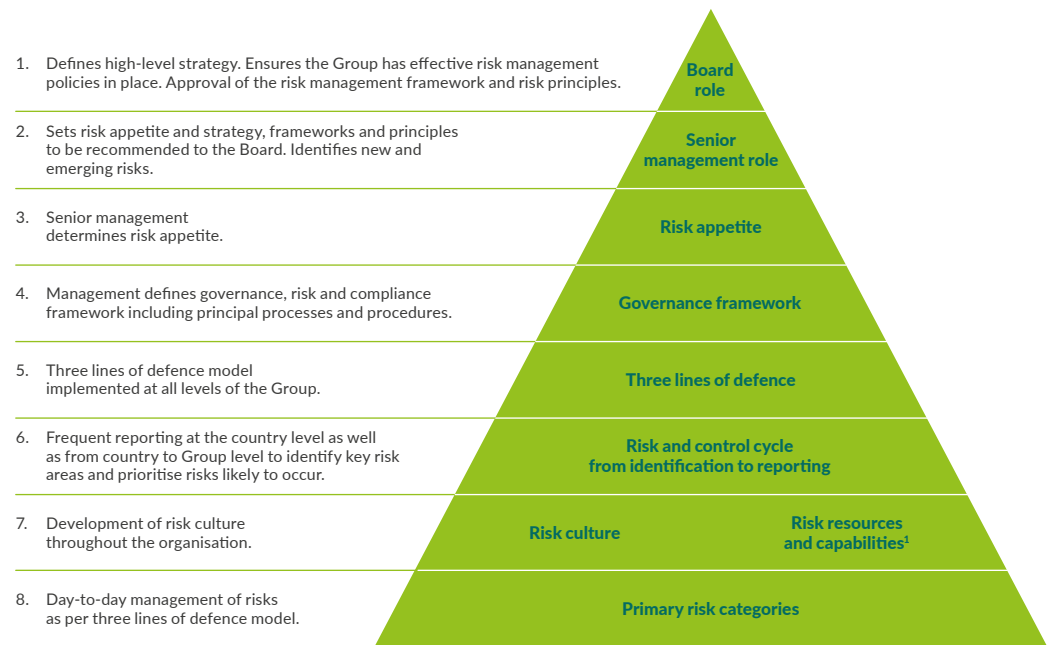 1. Defines high-level strategy. Ensures the Group has effective risk management
policies in place. Approval of the risk management framework and risk principles.
Board
role
2. Sets risk appetite and strategy, frameworks and principles
to be recommended to the Board. Identifies new and
emerging risks.
Senior
management role
3. Senior management
determines risk appetite.
Risk appetite
4. Management defines governance, risk and compliance
framework including principal processes and procedures.
Governance framework
5. Three lines of defence model
implemented at all levels of the Group.
Three lines of defence
6. Frequent reporting at the country level as well
as from country to Group level to identify key risk
areas and prioritise risks likely to occur.
Risk and control cycle
from identification to reporting
7. Development of risk culture
throughout the organisation.
Risk culture
Risk resources
and capabilities¹
8. Day-to-day management of risks
as per three lines of defence model.
Primary risk categories